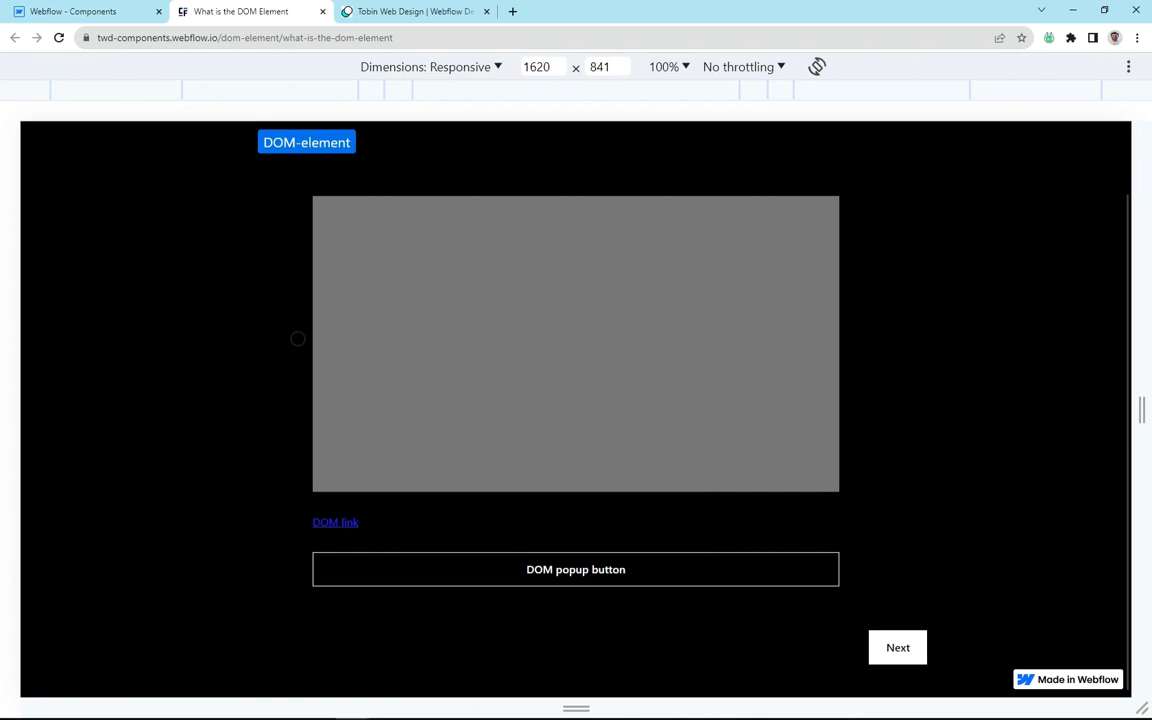 Webflow - Components
What is the DOM Element
Tobin Web Design | Webflow De
twd-components.webflow.io/dom-element/what-is-the-dom-element
Dimensions: Responsive 1620 × 841 100% No throttling
DOM-element
DOM link
DOM popup button
Next
Made in Webflow